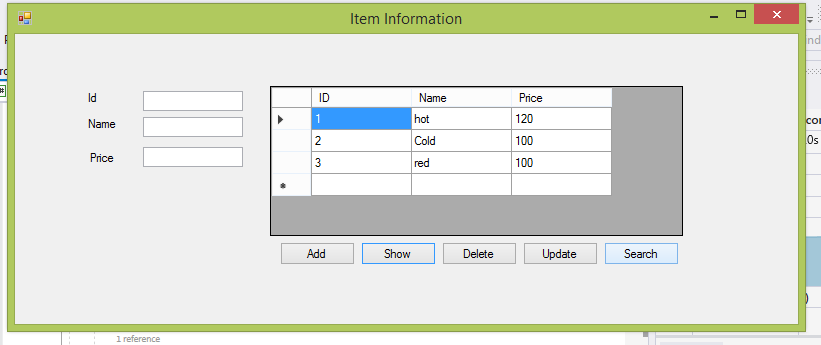 Item Information
Id
Name
Price
ID Name Price
1 hot 120
2 Cold 100
3 red 100
Add Show Delete Update Search
1 reference